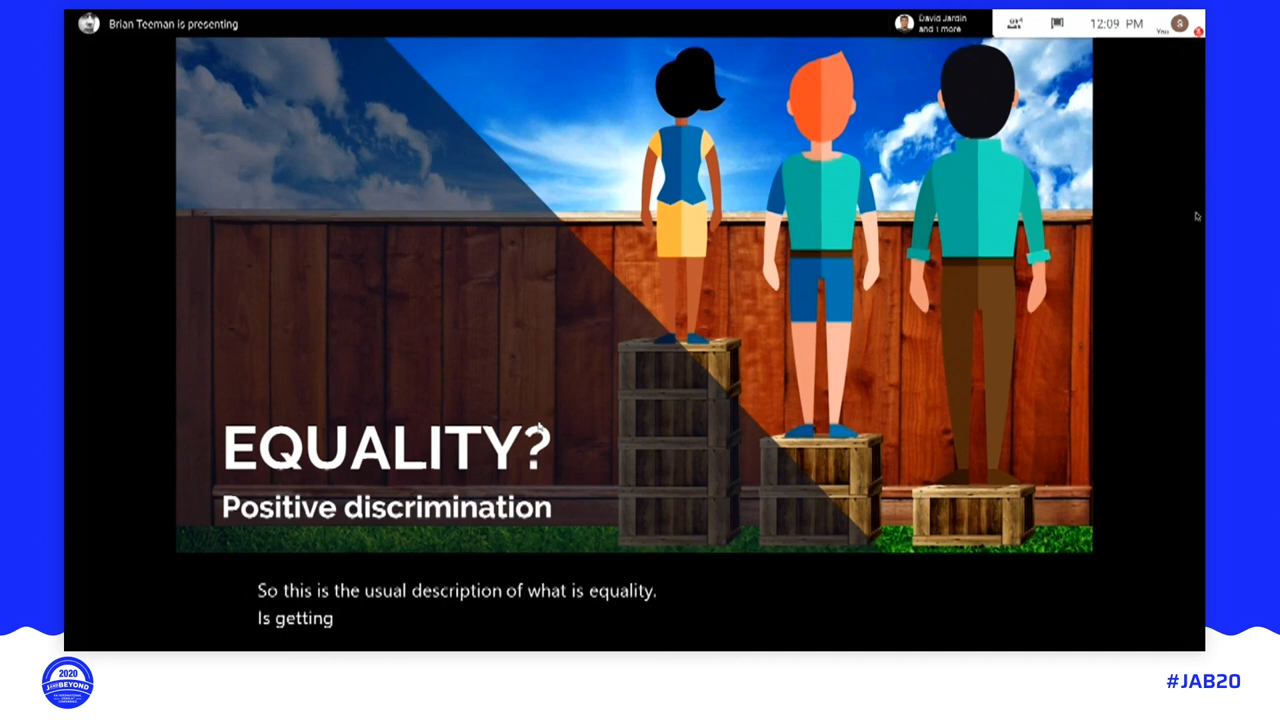 Brian Teeman is presenting
David Jardin
and 1 more
12:09 PM
You
S
EQUALITY?
Positive discrimination
So this is the usual description of what is equality.
Is getting
2020
JANDBEYOND
#JAB20